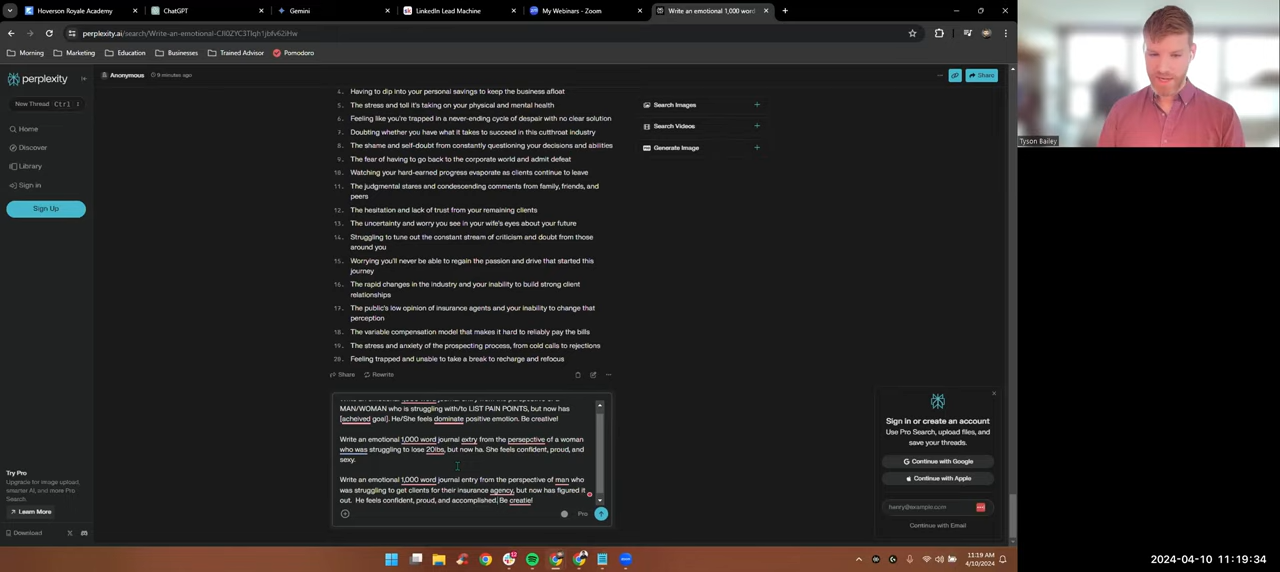 Hoverson Royale Academy
ChatGPT
Gemini
LinkedIn Lead Machine
My Webinars - Zoom
Write an emotional 1,000 word
perplexity.ai/search/Write-an-emotional-
Morning
Marketing
Education
Businesses
Trained Advisor
Pomodoro
perplexity
Anonymous
9 minutes ago
Share
New Thread
Ctrl
I
Home
Discover
Library
Sign in
Sign Up
4. Having to dip into your personal savings to keep the business afloat
5. The stress and toll it's taking on your physical and mental health
6. Feeling like you're trapped in a never-ending cycle of despair with no clear solution
7. Doubting whether you have what it takes to succeed in this cutthroat industry
8. The shame and self-doubt from constantly questioning your decisions and abilities
9. The fear of having to go back to the corporate world and admit defeat
10. Watching your hard-earned progress evaporate as clients continue to leave
11. The judgmental stares and condescending comments from family, friends, and
peers
12. The hesitation and lack of trust from your remaining clients
13. The uncertainty and worry you see in your wife's eyes about your future
14. Struggling to tune out the constant stream of criticism and doubt from those
around you
15. Worrying you'll never be able to regain the passion and drive that started this
journey
16. The rapid changes in the industry and your inability to build strong client
relationships
17. The public's low opinion of insurance agents and your inability to change that
perception
18. The variable compensation model that makes it hard to reliably pay the bills
19. The stress and anxiety of the prospecting process, from cold calls to rejections
20. Feeling trapped and unable to take a break to recharge and refocus
Share
Rewrite
Search Images
Search Videos
Generate Image
MAN/WOMAN who is struggling with/to LIST PAIN POINTS, but now has
[acheived goal]. He/She feels dominate positive emotion. Be creative!
Write an emotional 1,000 word journal extry from the persepctive of a woman
who was struggling to lose 20lbs, but now ha. She feels confident, proud, and
sexy.
Write an emotional 1,000 word journal entry from the perspective of man who
was struggling to get clients for their insurance agency, but now has figured it
out. He feels confident, proud, and accomplished, Be creatie!
Pro
Sign in or create an account
Use Pro Search, upload files, and
save your threads.
Continue with Google
Continue with Apple
henry@example.com
Continue with Email
Try Pro
Upgrade for image upload,
smarter AI, and more Pro
Search.
Learn More
Download
Tyson Bailey
11:19 AM
4/10/2024
2024-04-10 11:19:34